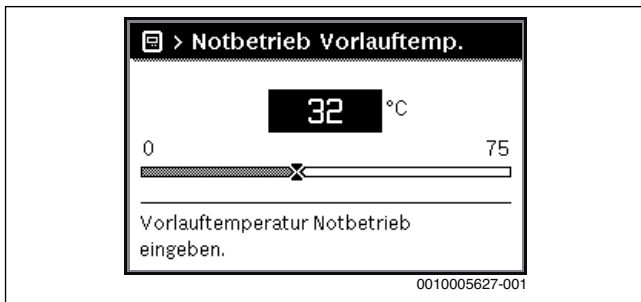 > Notbetrieb Vorlauftemp.
32 °C
0 75
Vorlauftemperatur Notbetrieb
eingeben.
0010005627-001